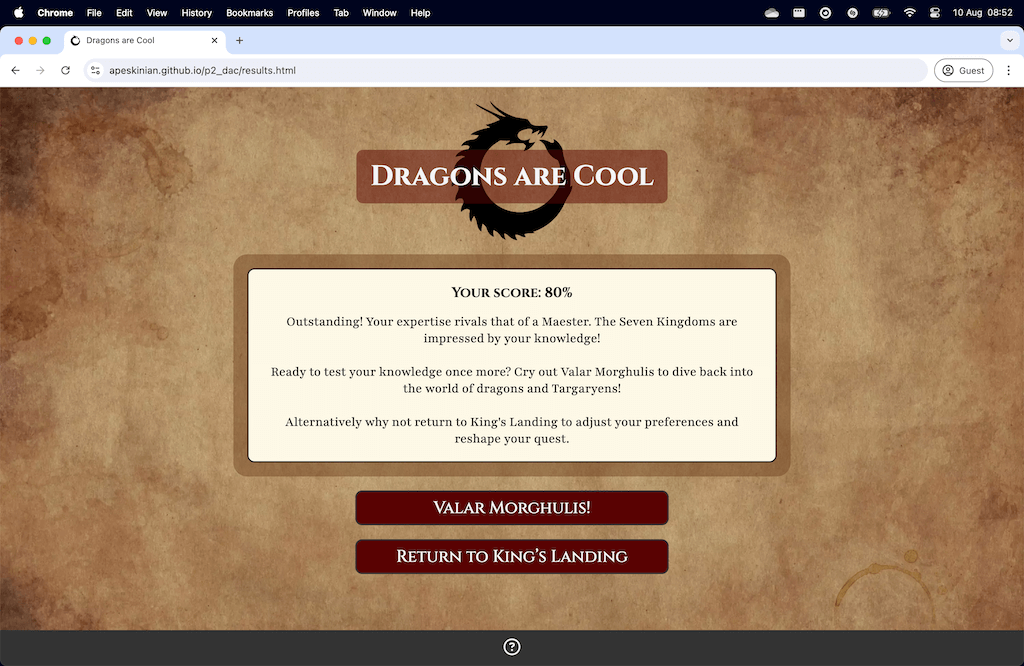 Chrome File Edit View History Bookmarks Profiles Tab Window Help 10 Aug 08:52
Dragons are Cool
apeskinian.github.io/p2_dac/results.html Guest
Dragons are Cool
Your score: 80%
Outstanding! Your expertise rivals that of a Maester. The Seven Kingdoms are
impressed by your knowledge!
Ready to test your knowledge once more? Cry out Valar Morghulis to dive back into
the world of dragons and Targaryens!
Alternatively why not return to King's Landing to adjust your preferences and
reshape your quest.
Valar Morghulis!
Return to King's Landing
?